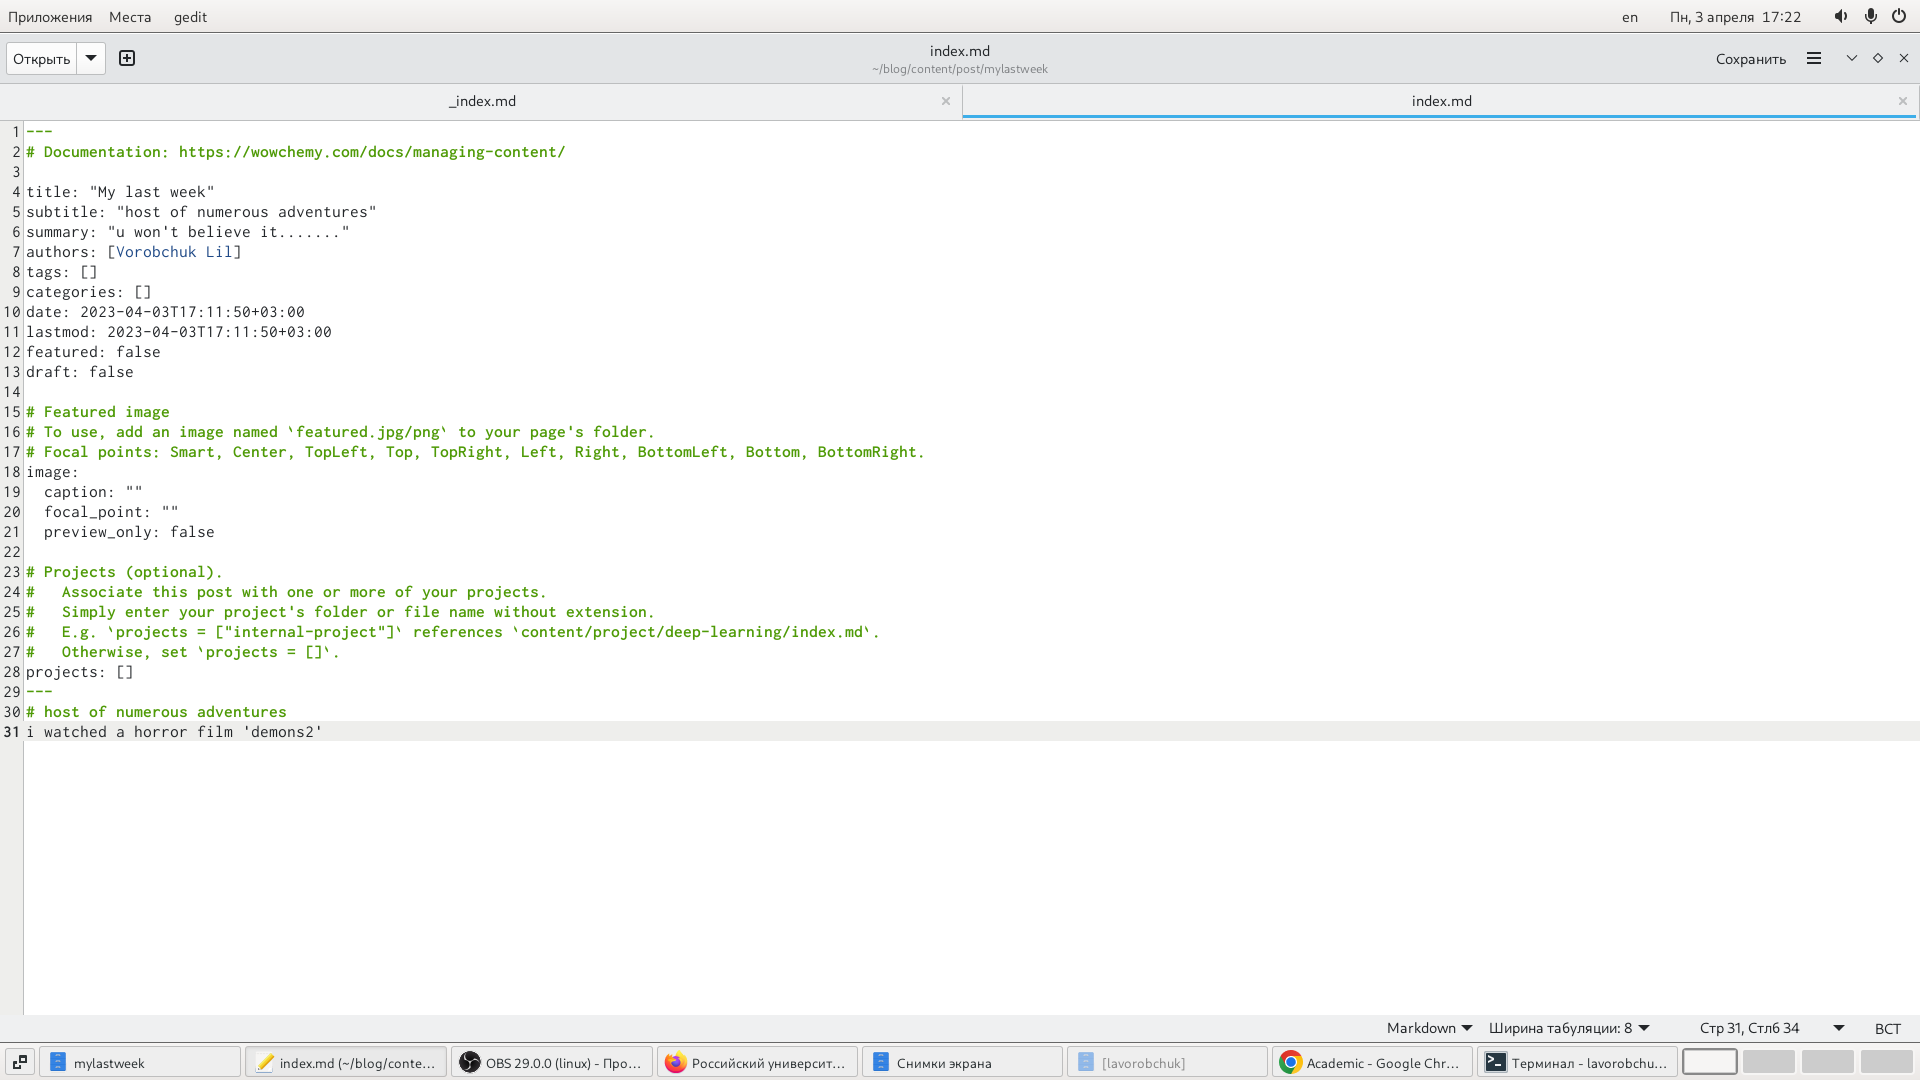 Приложения Места gedit en Пн, 3 апреля 17:22
Открыть index.md Сохранить
~/blog/content/post/mylastweek
_index.md index.md
1 ---
2 # Documentation: https://wowchemy.com/docs/managing-content/
3
4 title: "My last week"
5 subtitle: "host of numerous adventures"
6 summary: "u won't believe it......."
7 authors: [Vorobchuk Lil]
8 tags: []
9 categories: []
10 date: 2023-04-03T17:11:50+03:00
11 lastmod: 2023-04-03T17:11:50+03:00
12 featured: false
13 draft: false
14
15 # Featured image
16 # To use, add an image named `featured.jpg/png` to your page's folder.
17 # Focal points: Smart, Center, TopLeft, Top, TopRight, Left, Right, BottomLeft, Bottom, BottomRight.
18 image:
19   caption: ""
20   focal_point: ""
21   preview_only: false
22
23 # Projects (optional).
24 #   Associate this post with one or more of your projects.
25 #   Simply enter your project's folder or file name without extension.
26 #   E.g. `projects = ["internal-project"]` references `content/project/deep-learning/index.md`.
27 #   Otherwise, set `projects = []`.
28 projects: []
29 ---
30 # host of numerous adventures
31 i watched a horror film 'demons2'
Markdown Ширина табуляции: 8 Стр 31, Стлб 34 ВСТ
mylastweek index.md (~/blog/conte... OBS 29.0.0 (linux) - Про... Российский университ... Снимки экрана [lavorobchuk] Academic - Google Chr... Терминал - lavorobchu...